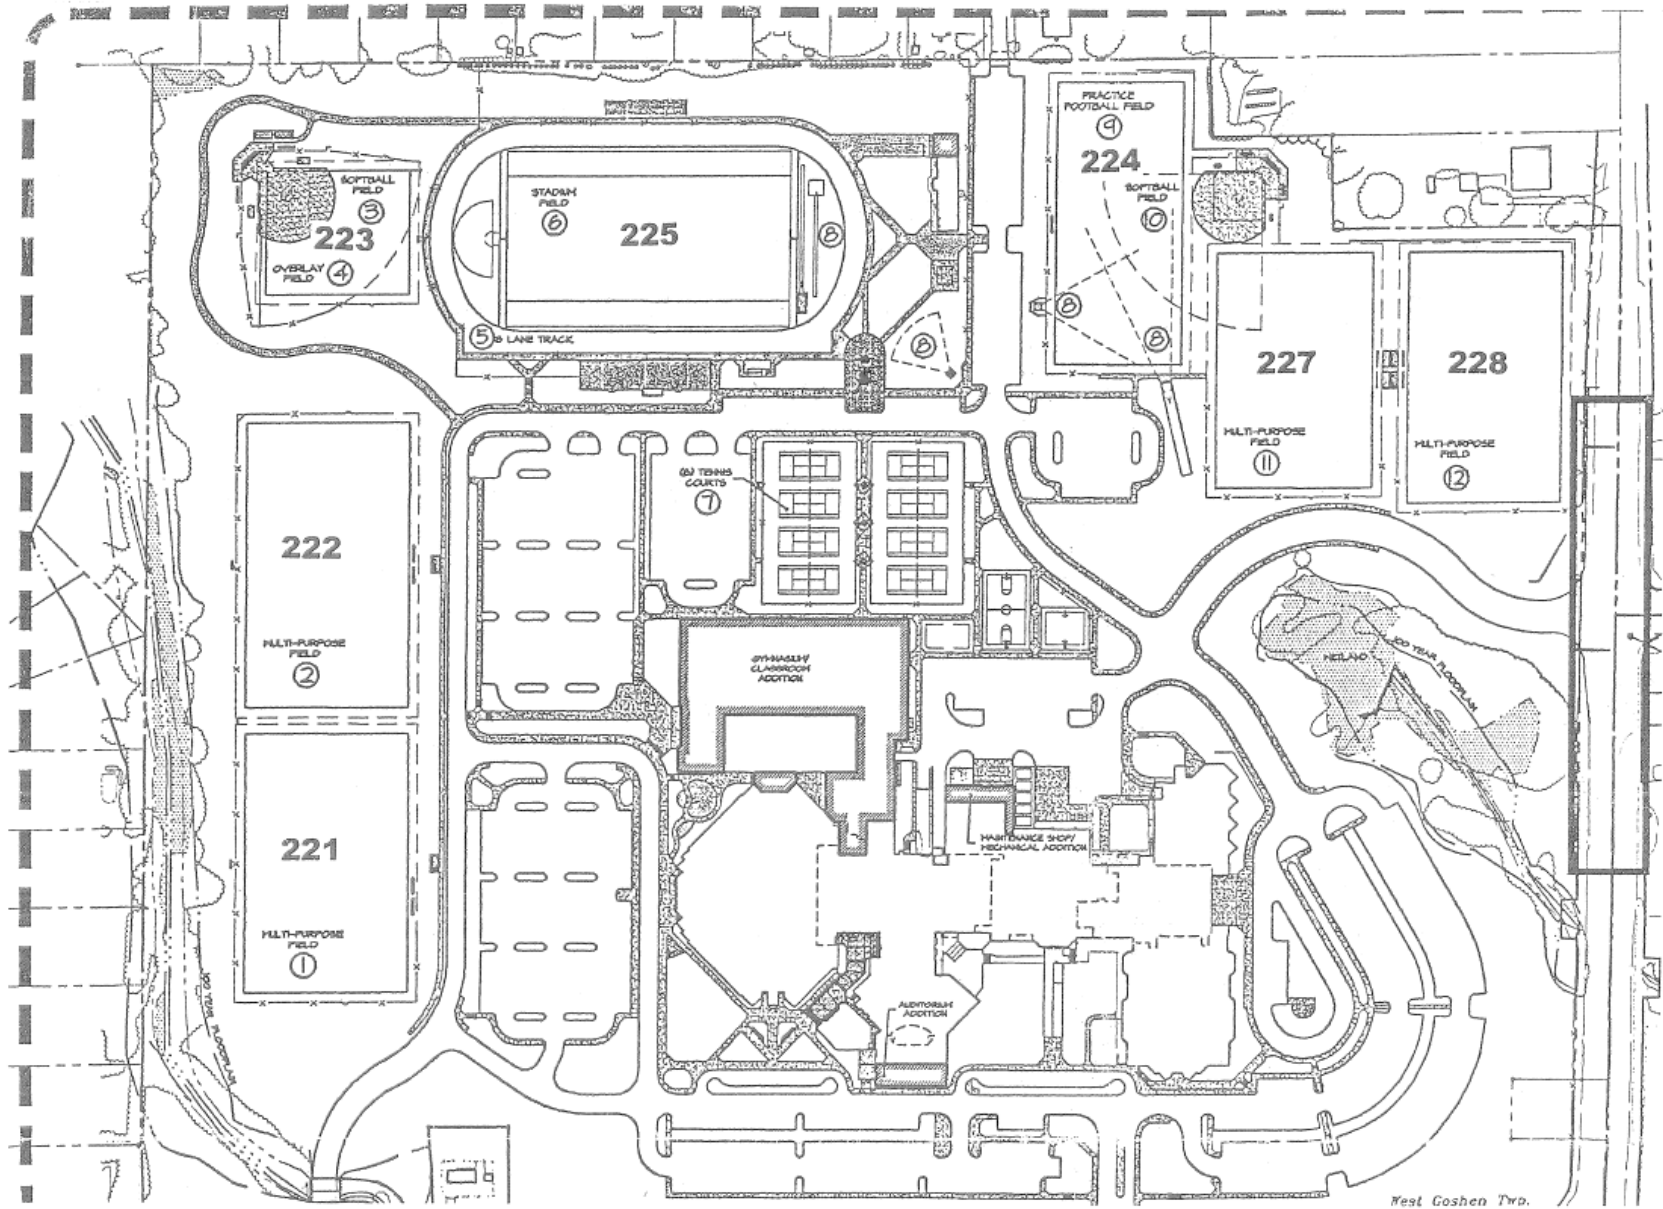 PRACTICE
FOOTBALL FIELD
9
224
SOFTBALL
FIELD
10
SOFTBALL
FIELD
3
223
OVERLAY
FIELD
4
STADIUM
FIELD
6
225
8
5
8 LANE TRACK
8
8
8
227
MULTI-PURPOSE
FIELD
11
228
MULTI-PURPOSE
FIELD
12
222
MULTI-PURPOSE
FIELD
2
(8) TENNIS
COURTS
7
GYMNASIUM/
CLASSROOM
ADDITION
WETLAND
100 YEAR FLOODPLAIN
221
MULTI-PURPOSE
FIELD
1
MAINTENANCE SHOP/
MECHANICAL ADDITION
100 YEAR FLOODPLAIN
AUDITORIUM
ADDITION
West Goshen Twp.